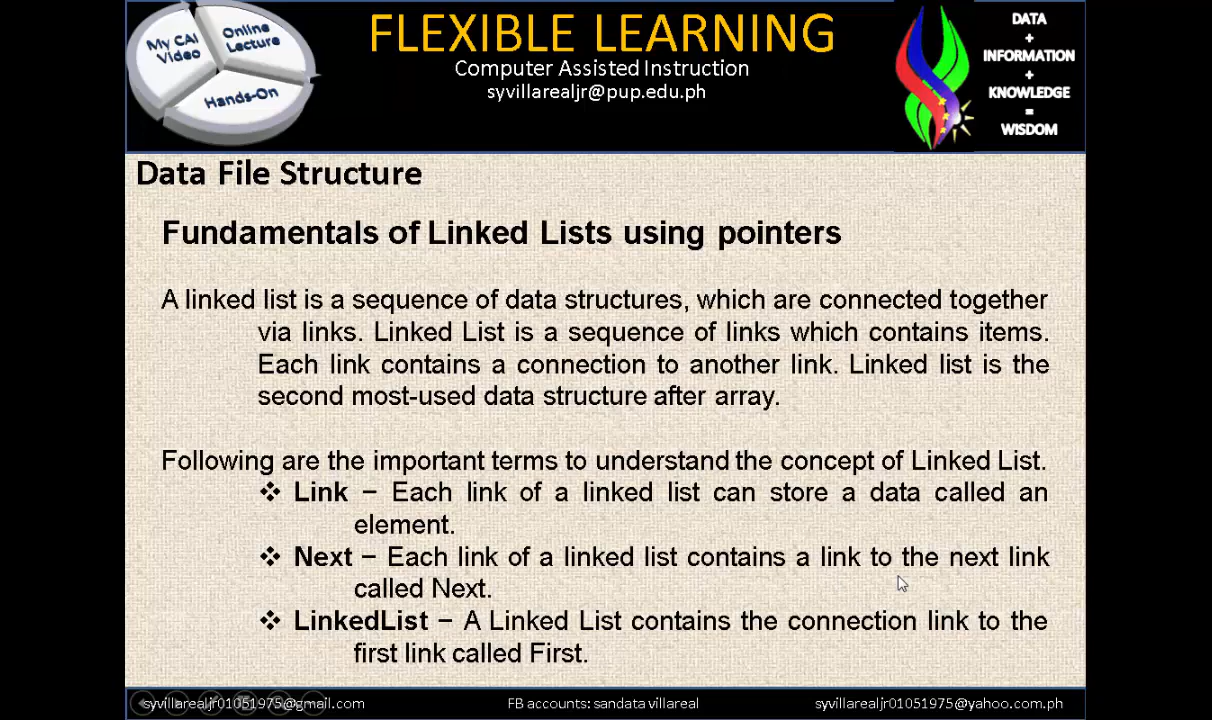 My CAI
Video
Online
Lecture
Hands-On
FLEXIBLE LEARNING
Computer Assisted Instruction
syvillarealjr@pup.edu.ph
DATA
+
INFORMATION
+
KNOWLEDGE
=
WISDOM
Data File Structure
Fundamentals of Linked Lists using pointers
A linked list is a sequence of data structures, which are connected together
via links. Linked List is a sequence of links which contains items.
Each link contains a connection to another link. Linked list is the
second most-used data structure after array.
Following are the important terms to understand the concept of Linked List.
❖ Link − Each link of a linked list can store a data called an
element.
❖ Next − Each link of a linked list contains a link to the next link
called Next.
❖ LinkedList − A Linked List contains the connection link to the
first link called First.
syvillarealjr01051975@gmail.com
FB accounts: sandata villareal
syvillarealjr01051975@yahoo.com.ph